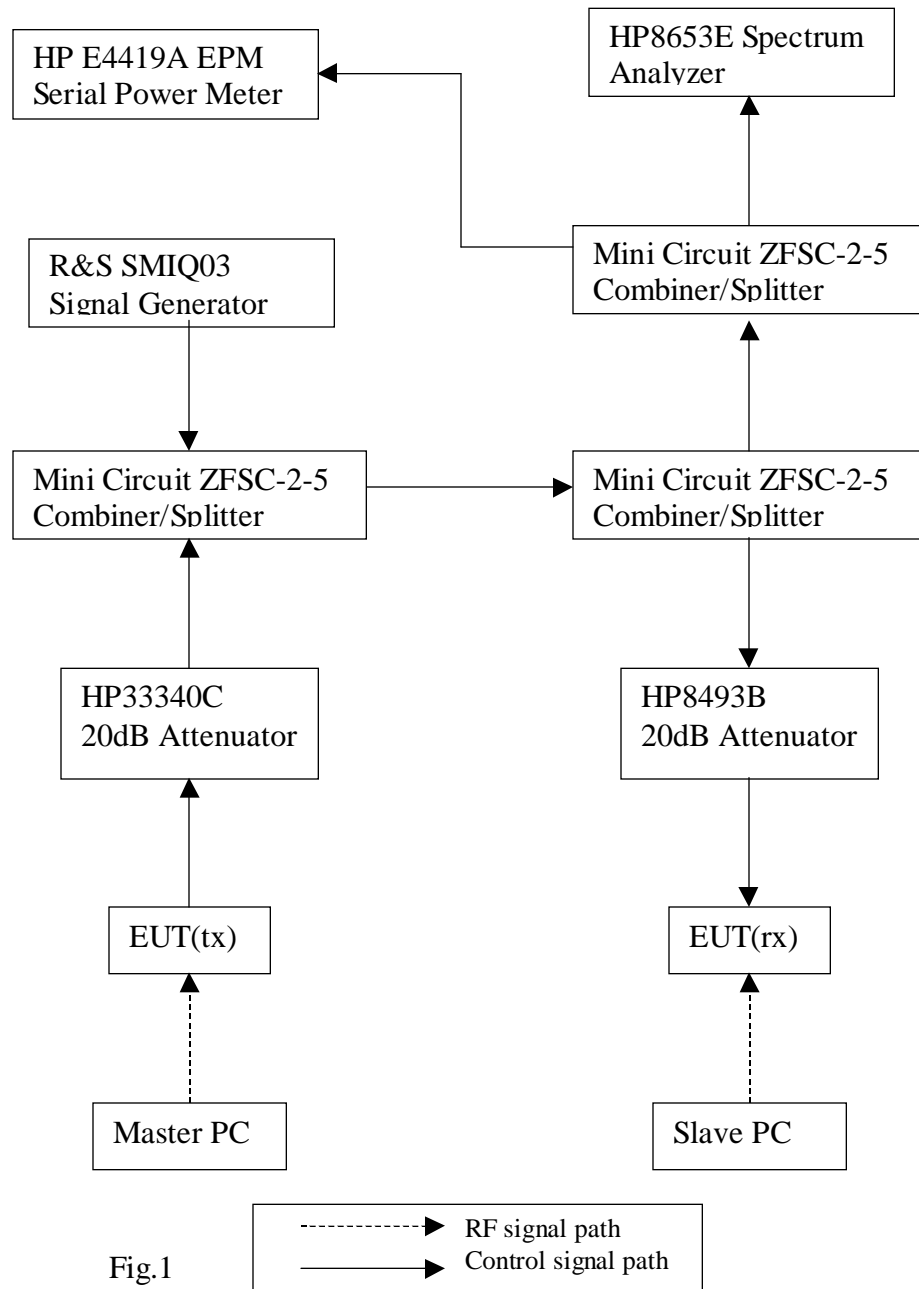 HP E4419A EPM
Serial Power Meter
HP8653E Spectrum
Analyzer
R&S SMIQ03
Signal Generator
Mini Circuit ZFSC-2-5
Combiner/Splitter
Mini Circuit ZFSC-2-5
Combiner/Splitter
Mini Circuit ZFSC-2-5
Combiner/Splitter
HP33340C
20dB Attenuator
HP8493B
20dB Attenuator
EUT(tx)
EUT(rx)
Master PC
Slave PC
RF signal path
Control signal path
Fig.1